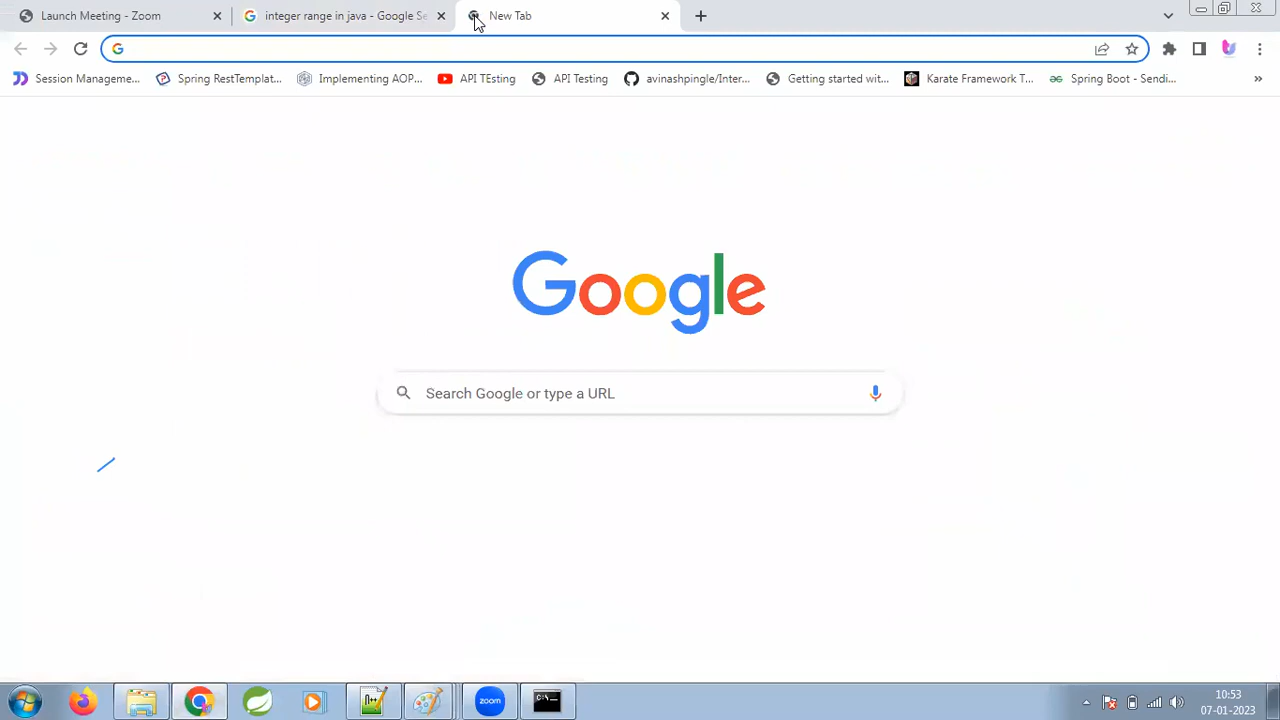 Launch Meeting - Zoom
integer range in java - Google Se
New Tab
Session Manageme...
Spring RestTemplat...
Implementing AOP...
API TEsting
API Testing
avinashpingle/Inter...
Getting started wit...
Karate Framework T...
Spring Boot - Sendi...
»
Google
Search Google or type a URL
zoom
C:\._
10:53
07-01-2023